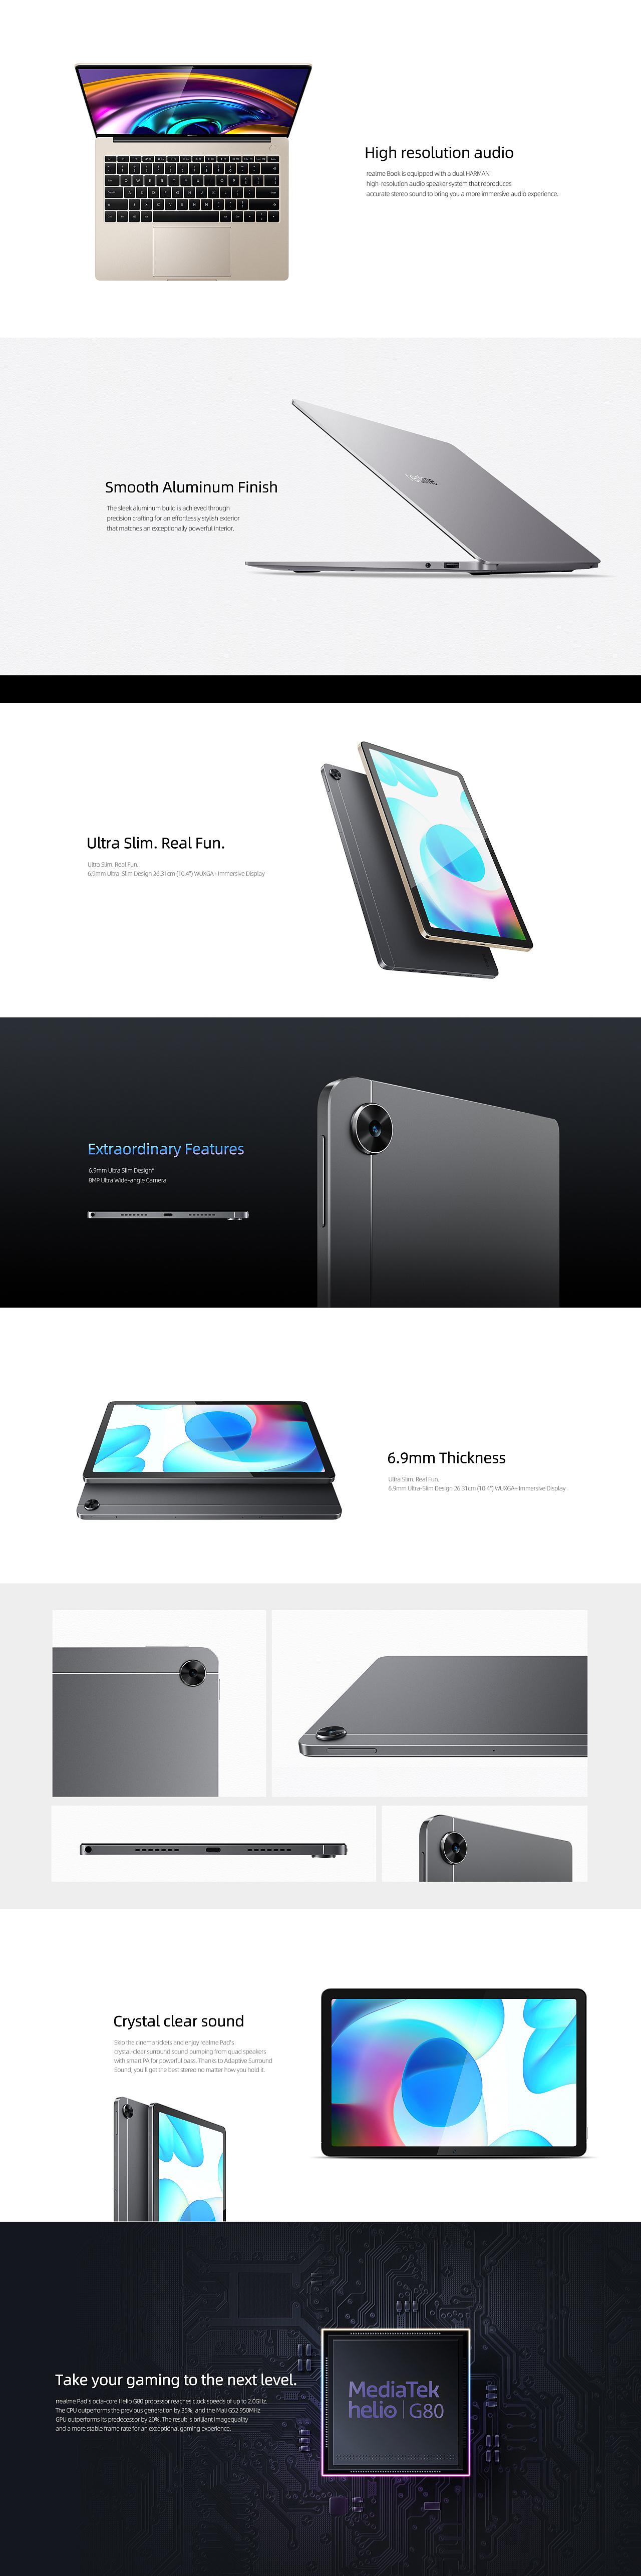 High resolution audio
realme Book is equipped with a dual HARMAN
high-resolution audio speaker system that reproduces
accurate stereo sound to bring you a more immersive audio experience.
Smooth Aluminum Finish
The sleek aluminum build is achieved through
precision crafting for an effortlessly stylish exterior
that matches an exceptionally powerful interior.
realme
Ultra Slim. Real Fun.
Ultra Slim. Real Fun.
6.9mm Ultra-Slim Design 26.31cm (10.4") WUXGA+ Immersive Display
Extraordinary Features
6.9mm Ultra Slim Design*
8MP Ultra Wide-angle Camera
6.9mm Thickness
Ultra Slim. Real Fun.
6.9mm Ultra-Slim Design 26.31cm (10.4") WUXGA+ Immersive Display
Crystal clear sound
Skip the cinema tickets and enjoy realme Pad's
crystal-clear surround sound pumping from quad speakers
with smart PA for powerful bass. Thanks to Adaptive Surround
Sound, you'll get the best stereo no matter how you hold it.
Take your gaming to the next level.
rrealme Pad's octa-core Helio G80 processor reaches clock speeds of up to 2.0GHz.
The CPU outperforms the previous generation by 35%, and the Mali G52 950MHz
GPU outperforms its predecessor by 20%. The result is brilliant imagequality
and a more stable frame rate for an exceptional gaming experience.
MediaTek
helio G80